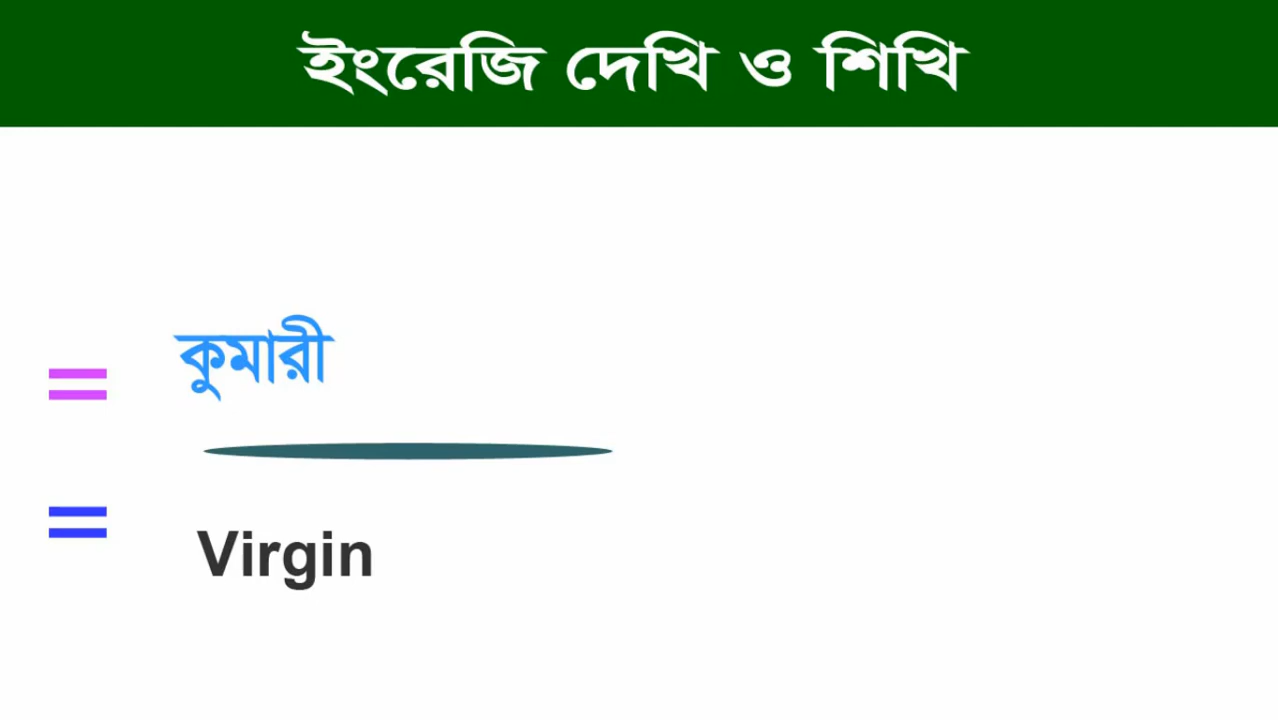 ইংরেজি দেখি ও শিখি
=
কুমারী
=
Virgin